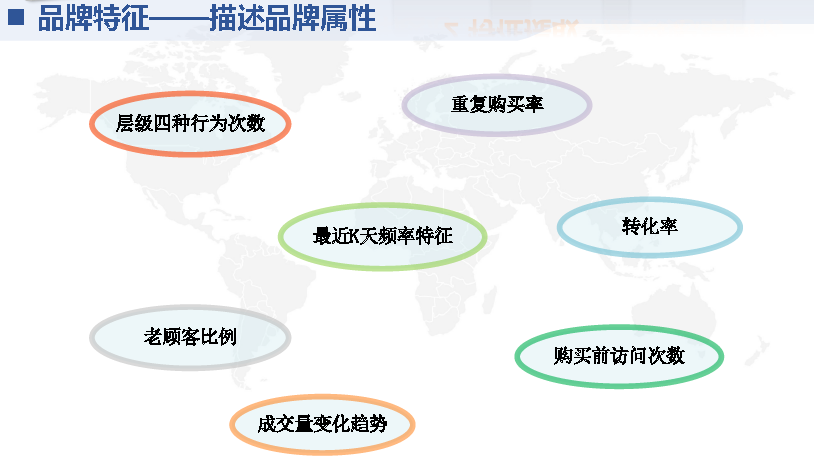 品牌特征——描述品牌属性
重复购买率
层级四种行为次数
最近K天频率特征
转化率
老顾客比例
购买前访问次数
成交量变化趋势